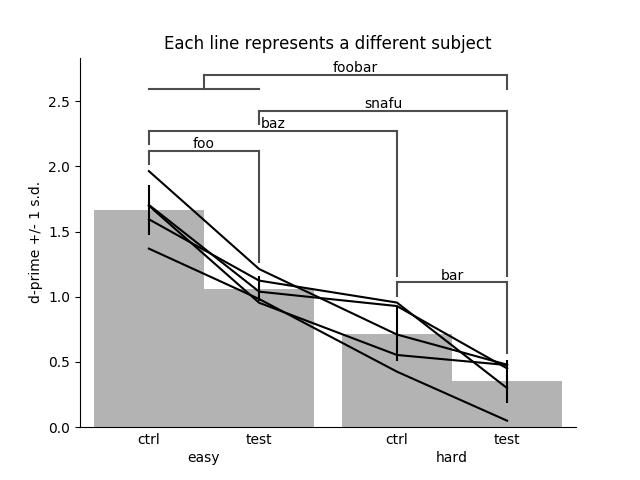 Each line represents a different subject
foobar
snafu
baz
foo
bar
d-prime +/- 1 s.d.
2.5
2.0
1.5
1.0
0.5
0.0
ctrl test ctrl test
easy hard